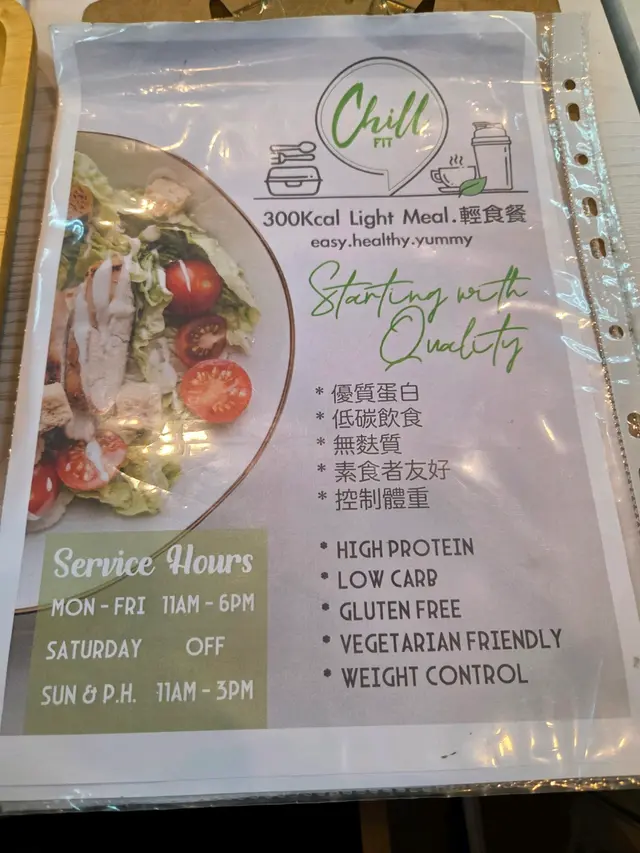 Chill
FIT
300Kcal Light Meal.輕食餐
easy.healthy.yummy
Starting with
Quality
* 優質蛋白
* 低碳飲食
* 無麩質
* 素食者友好
* 控制體重
* HIGH PROTEIN
* LOW CARB
* GLUTEN FREE
* VEGETARIAN FRIENDLY
* WEIGHT CONTROL
Service Hours
MON - FRI 11AM - 6PM
SATURDAY OFF
SUN & P.H. 11AM - 3PM